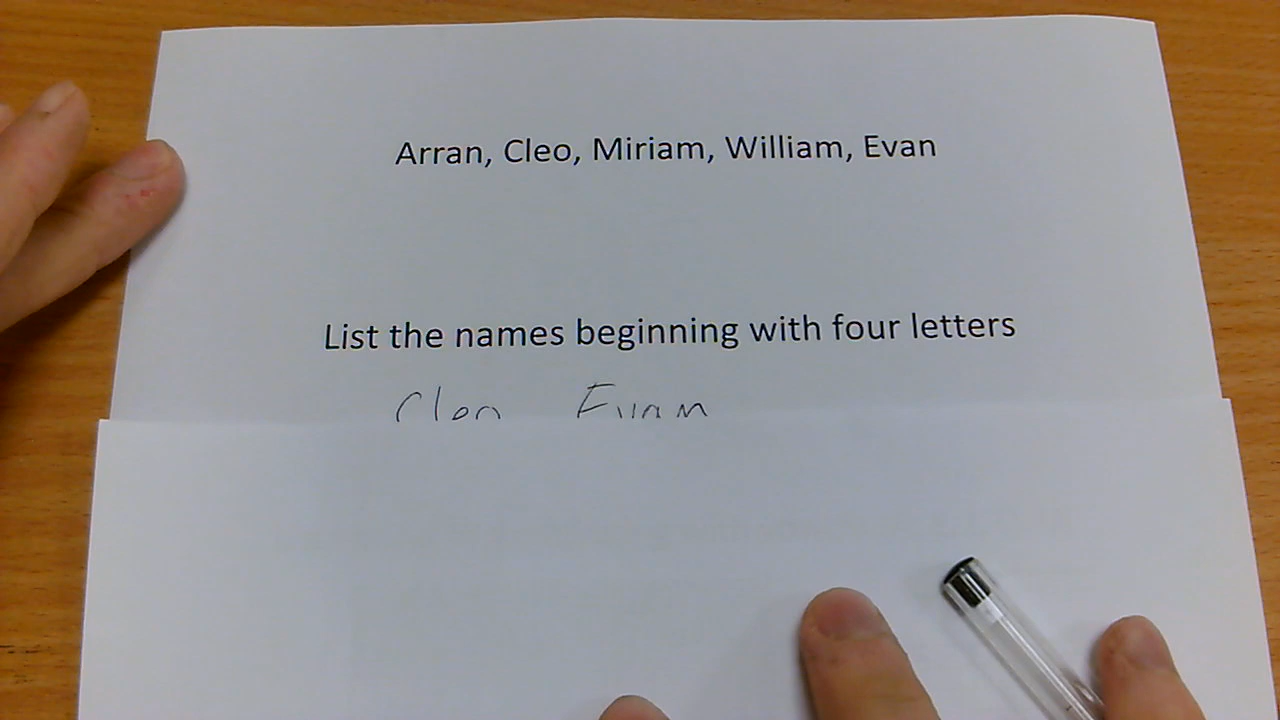 Arran, Cleo, Miriam, William, Evan
List the names beginning with four letters